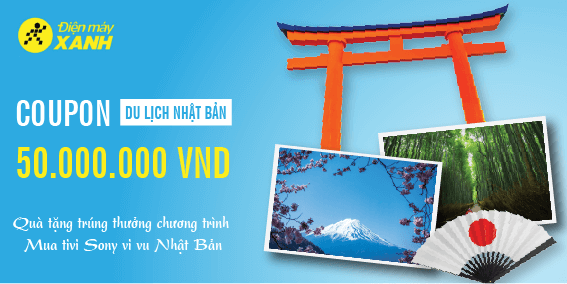 Điện máy
XANH
COUPON DU LỊCH NHẬT BẢN
50.000.000 VND
Quà tặng trúng thưởng chương trình
Mua tivi Sony vi vu Nhật Bản